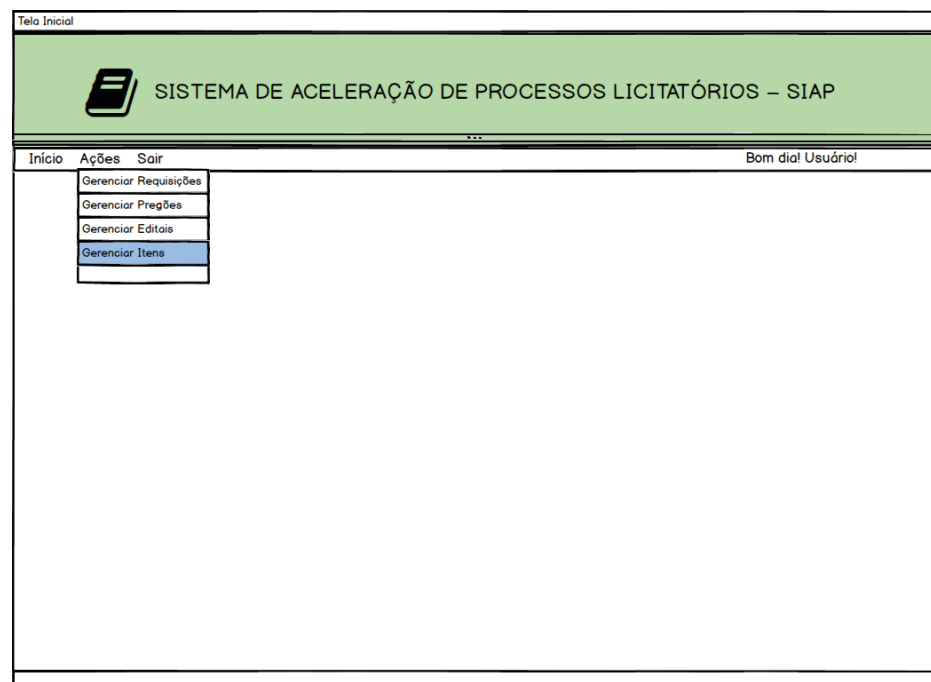 Tela Inicial
SISTEMA DE ACELERAÇÃO DE PROCESSOS LICITATÓRIOS – SIAP
Início Ações Sair Bom dia! Usuário!
Gerenciar Requisições
Gerenciar Pregões
Gerenciar Editais
Gerenciar Itens